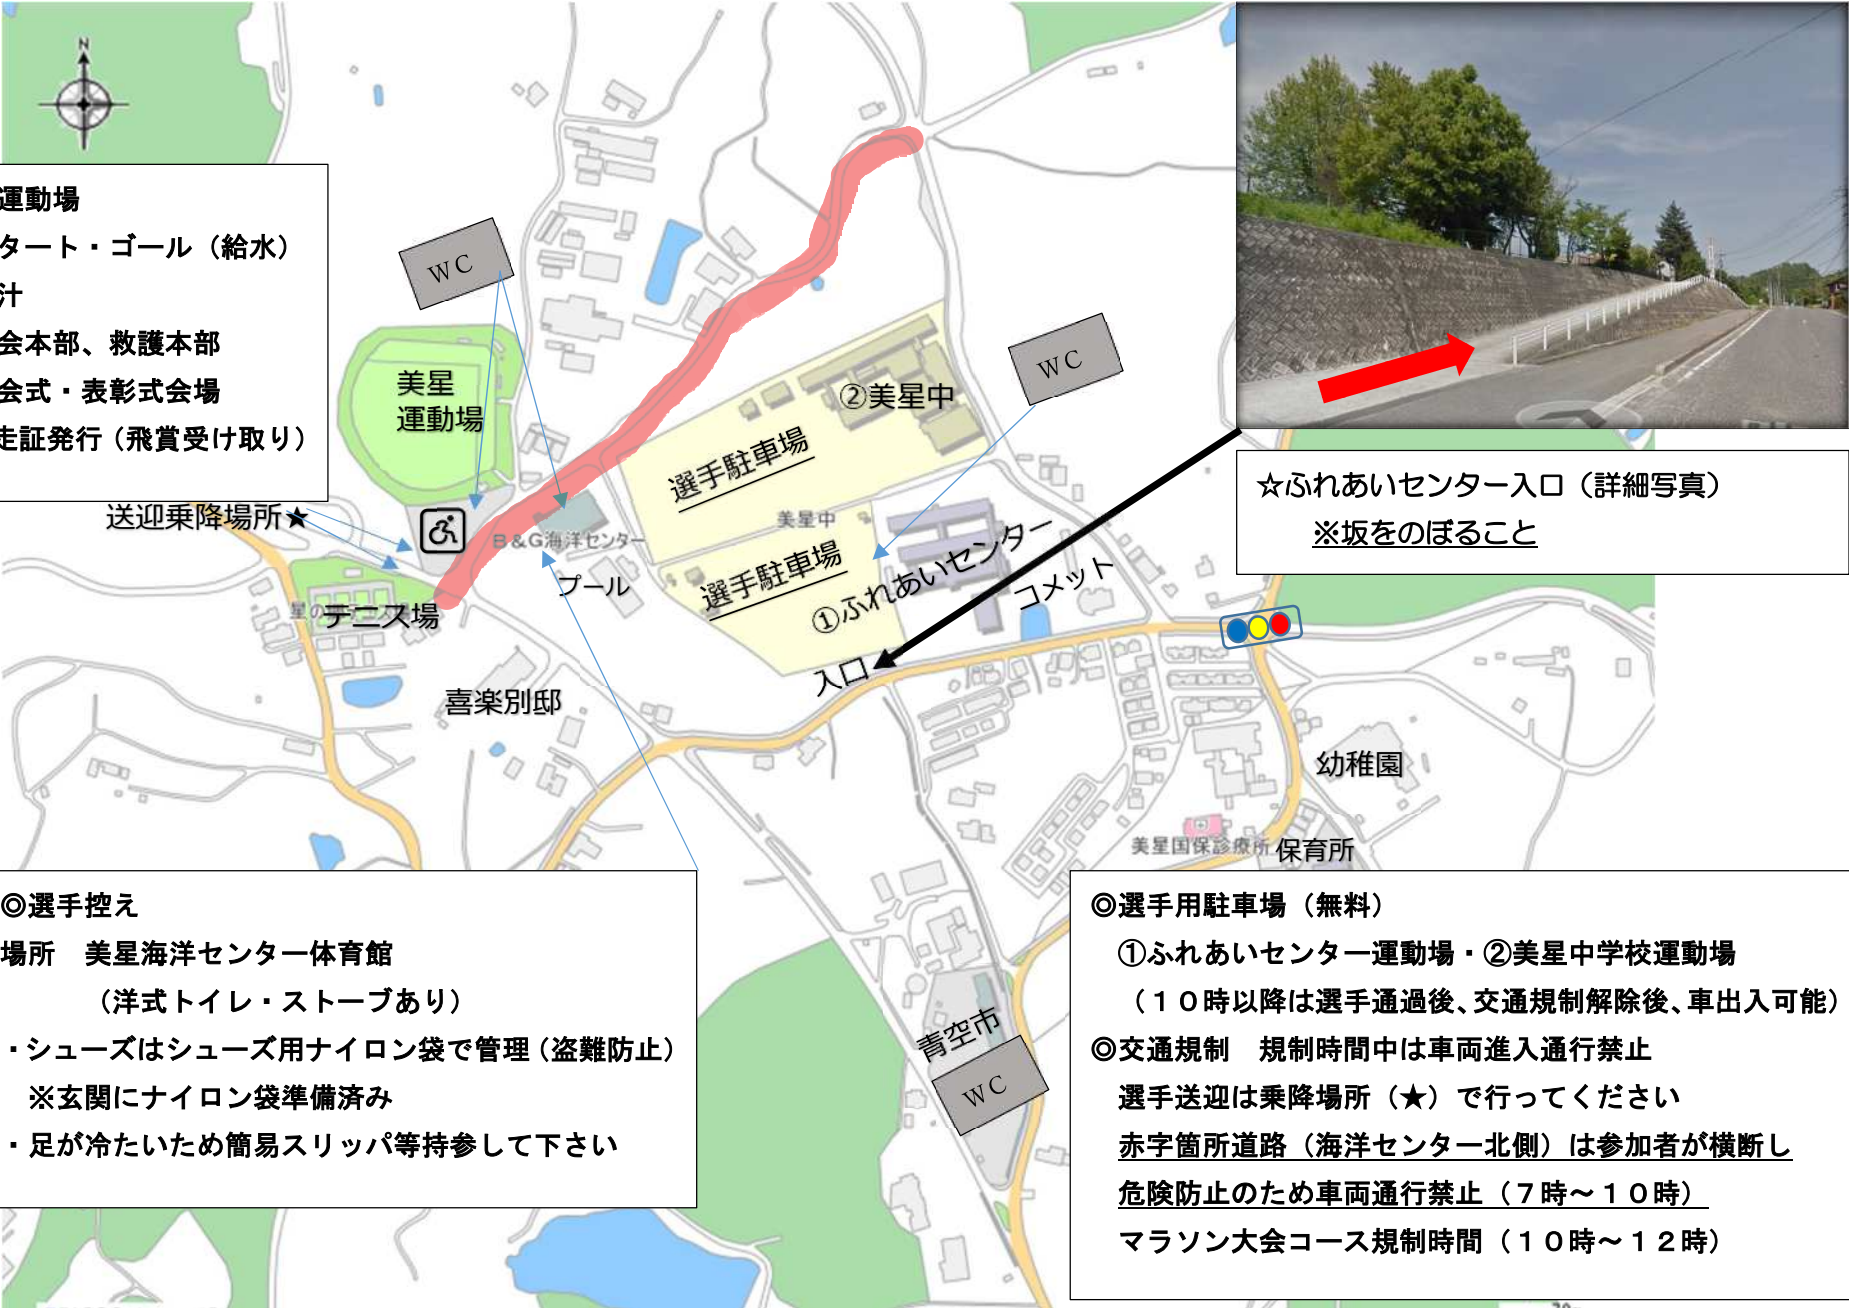 N
運動場
タート・ゴール（給水）
汁
会本部、救護本部
会式・表彰式会場
走証発行（飛賞受け取り）
WC
美星
運動場
②美星中
WC
選手駐車場
送迎乗降場所★
B&G海洋センター
美星中
プール
選手駐車場
①ふれあいセンター
コメット
テニス場
入口
喜楽別邸
☆ふれあいセンター入口（詳細写真）
※坂をのぼること
幼稚園
美星国保診療所
保育所
青空市
WC
◎選手控え
場所　美星海洋センター体育館
（洋式トイレ・ストーブあり）
・シューズはシューズ用ナイロン袋で管理（盗難防止）
※玄関にナイロン袋準備済み
・足が冷たいため簡易スリッパ等持参して下さい
◎選手用駐車場（無料）
①ふれあいセンター運動場・②美星中学校運動場
（１０時以降は選手通過後、交通規制解除後、車出入可能）
◎交通規制　規制時間中は車両進入通行禁止
選手送迎は乗降場所（★）で行ってください
赤字箇所道路（海洋センター北側）は参加者が横断し
危険防止のため車両通行禁止（７時～１０時）
マラソン大会コース規制時間（１０時～１２時）